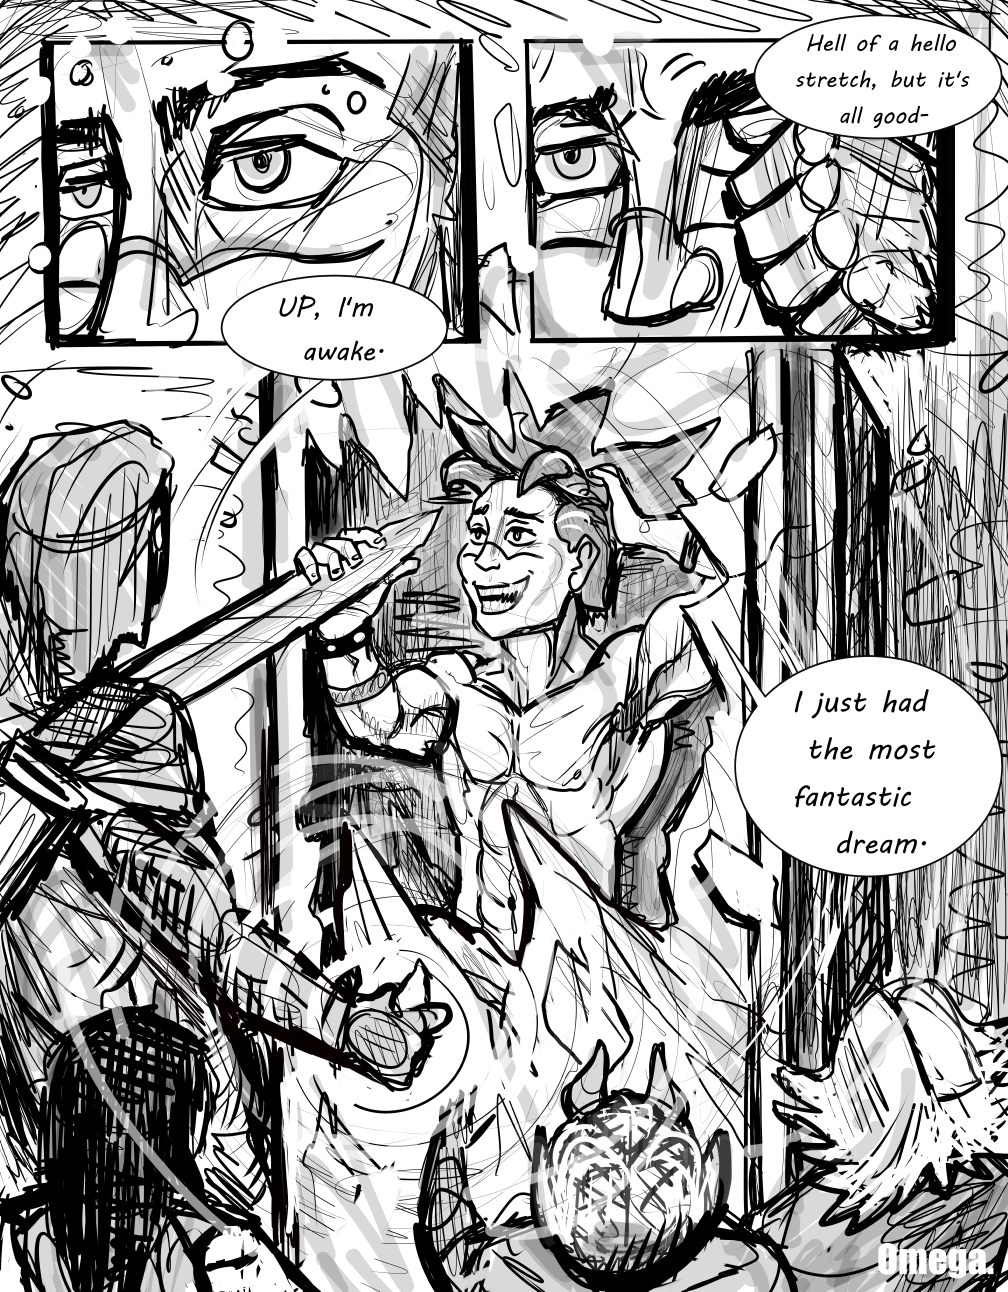 UP, I'm
awake.
Hell of a hello
stretch, but it's
all good-
I just had
the most
fantastic
dream.
Omega.